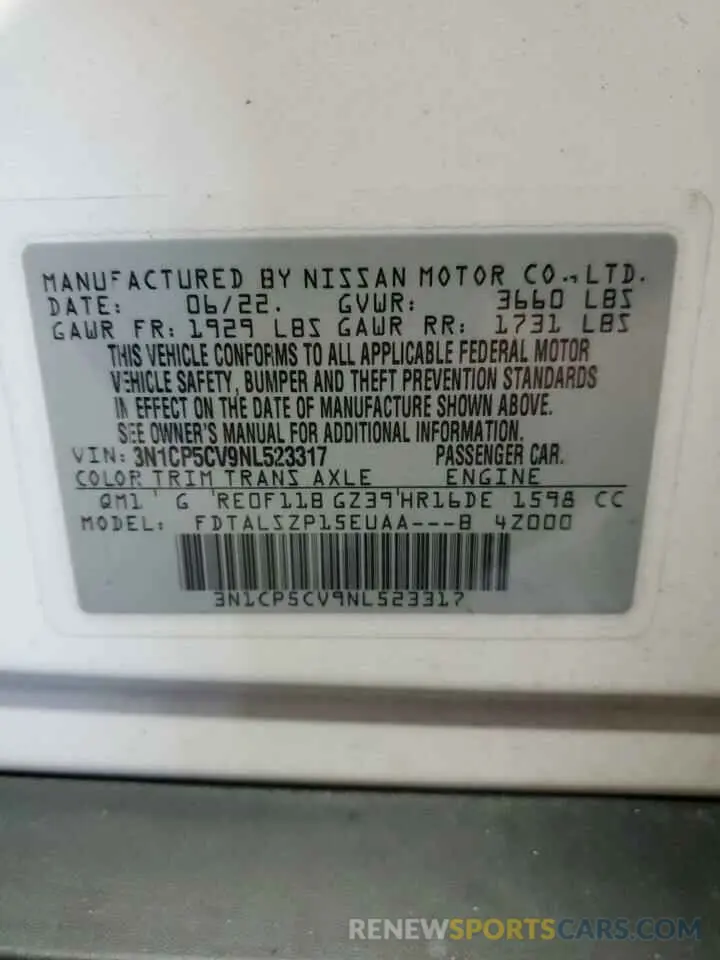 MANUFACTURED BY NISSAN MOTOR CO., LTD.
DATE: 06/22. GVWR: 3660 LBS
GAWR FR: 1929 LBS GAWR RR: 1731 LBS
THIS VEHICLE CONFORMS TO ALL APPLICABLE FEDERAL MOTOR
VEHICLE SAFETY, BUMPER AND THEFT PREVENTION STANDARDS
IN EFFECT ON THE DATE OF MANUFACTURE SHOWN ABOVE.
SEE OWNER'S MANUAL FOR ADDITIONAL INFORMATION.
VIN: 3N1CP5CV9NL523317 PASSENGER CAR.
COLOR TRIM TRANS AXLE ENGINE
QM1 ' G 'RE0F11B GZ39'HR16DE 1598 CC
MODEL: FDTALSZP15EUAA---B 4Z000
3N1CP5CV9NL523317
RENEWSPORTSCARS.COM